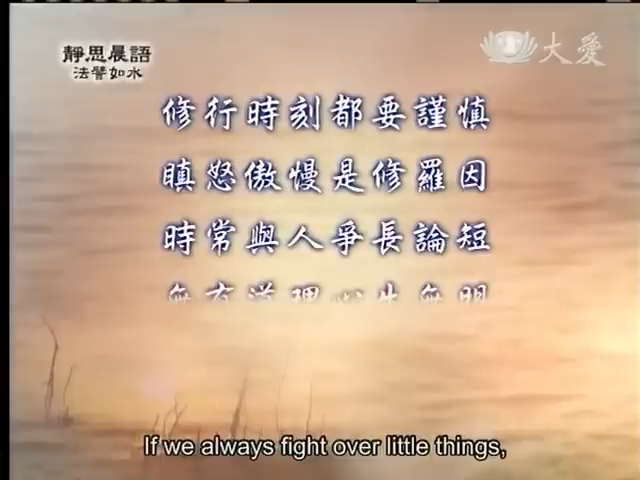 靜思晨語
法譬如水
大愛
修行時刻都要謹慎
瞋怒傲慢是修羅因
時常與人爭長論短
If we always fight over little things,